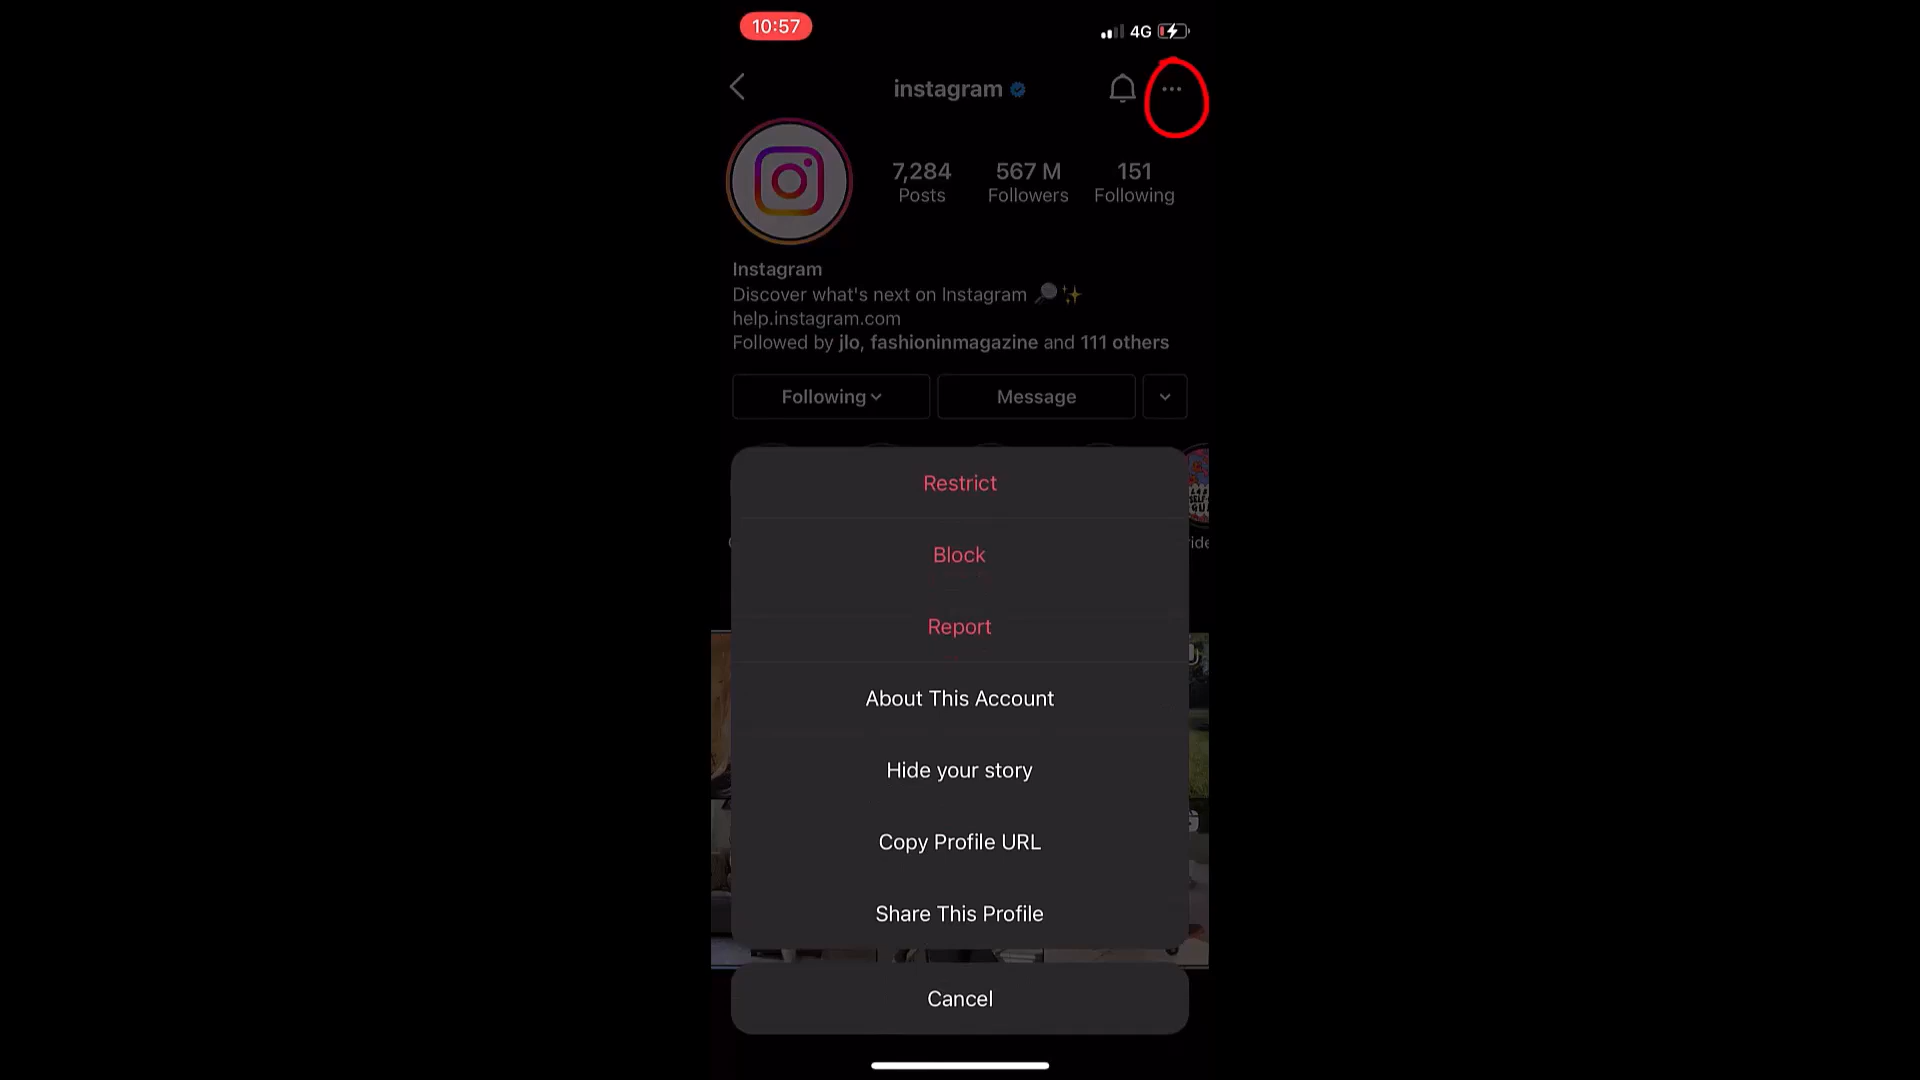 10:57
4G
instagram
7,284
567 M
151
Posts
Followers
Following
Instagram
Discover what's next on Instagram 🔎✨
help.instagram.com
Followed by jlo, fashioninmagazine and 111 others
Following
Message
Restrict
Block
Report
About This Account
Hide your story
Copy Profile URL
Share This Profile
Cancel